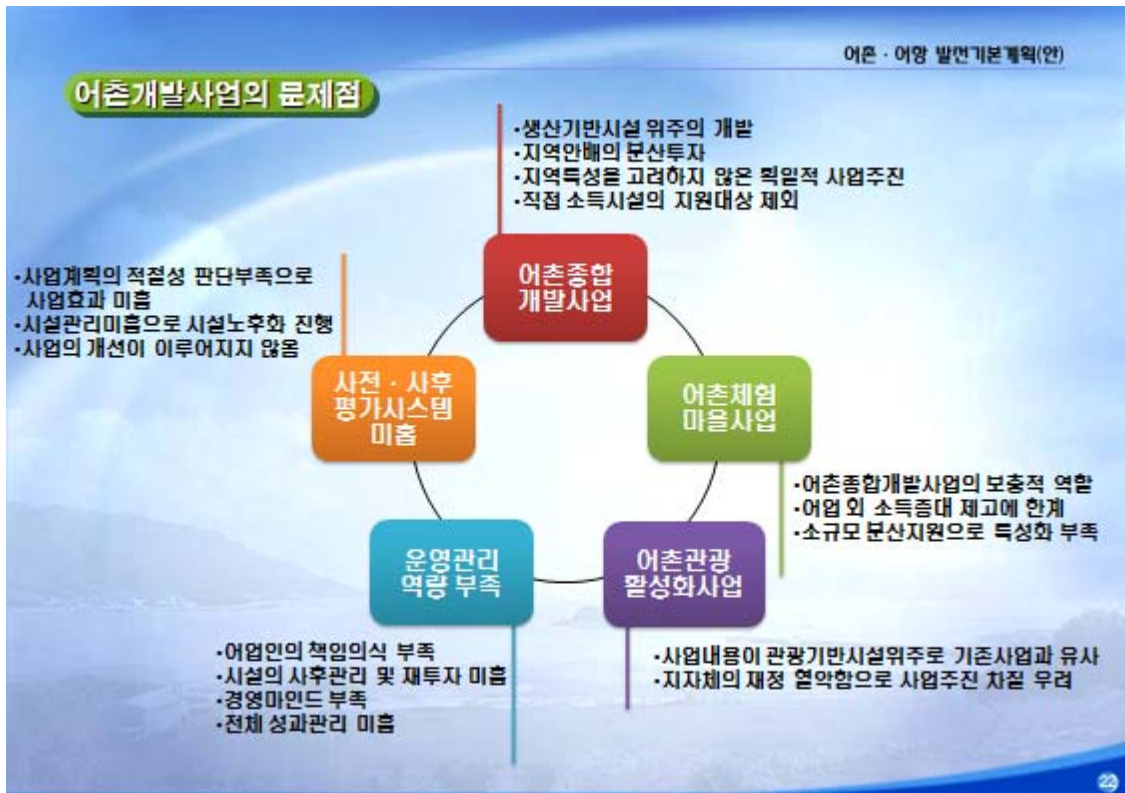 어촌 · 어항 발전기본계획(안)
어촌개발사업의 문제점
·생산기반시설 위주의 개발
·지역안배의 분산투자
·지역특성을 고려하지 않은 획일적 사업추진
·직접 소득시설의 지원대상 제외
어촌종합
개발사업
·사업계획의 적절성 판단부족으로
사업효과 미흡
·시설관리미흡으로 시설노후화 진행
·사업의 개선이 이루어지지 않옴
사전 · 사후
평가시스템
미흡
어촌체험
마을사업
·어촌종합개발사업의 보충적 역할
·어업 외 소득증대 제고에 한계
·소규모 분산지원으로 특성화 부족
운영관리
역량 부족
어촌관광
활성화사업
·어업인의 책임의식 부족
·시설의 사후관리 및 재투자 미흡
·경영마인드 부족
·전체 성과관리 미흡
·사업내용이 관광기반시설위주로 기존사업과 유사
·지자체의 재정 열악함으로 사업추진 차질 우려
22